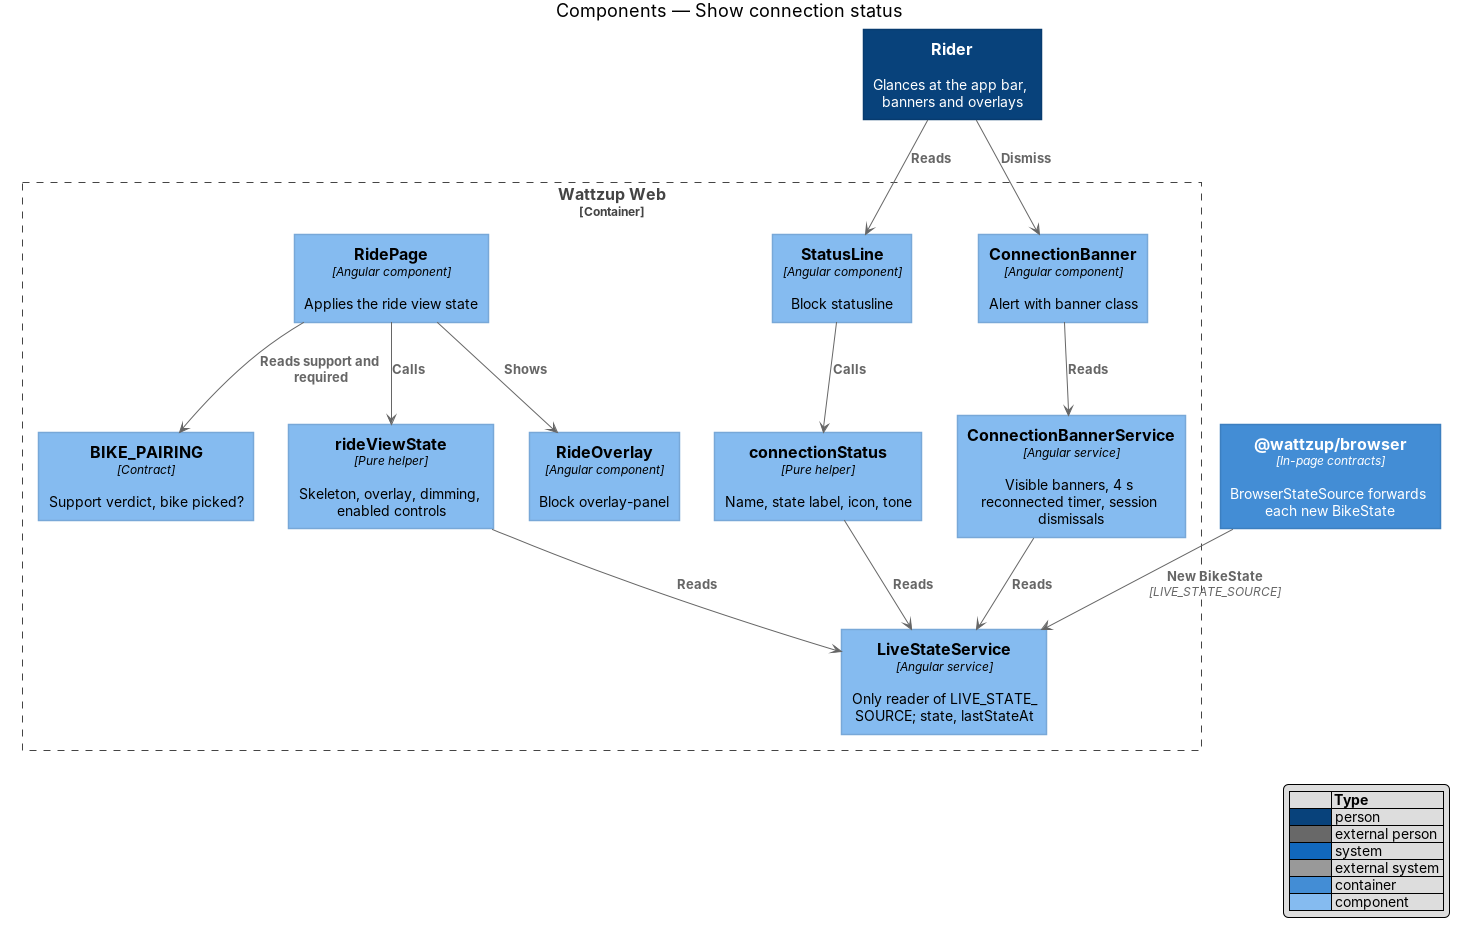 Components — Show connection status
Rider
Glances at the app bar,
banners and overlays
Reads
Dismiss
Wattzup Web
[Container]
RidePage
[Angular component]
Applies the ride view state
StatusLine
[Angular component]
Block statusline
ConnectionBanner
[Angular component]
Alert with banner class
Reads support and
required
Calls
Shows
Calls
Reads
BIKE_PAIRING
[Contract]
Support verdict, bike picked?
rideViewState
[Pure helper]
Skeleton, overlay, dimming,
enabled controls
RideOverlay
[Angular component]
Block overlay-panel
connectionStatus
[Pure helper]
Name, state label, icon, tone
ConnectionBannerService
[Angular service]
Visible banners, 4 s
reconnected timer, session
dismissals
@wattzup/browser
[In-page contracts]
BrowserStateSource forwards
each new BikeState
Reads
Reads
Reads
New BikeState
[LIVE_STATE_SOURCE]
LiveStateService
[Angular service]
Only reader of LIVE_STATE_
SOURCE; state, lastStateAt
Type
person
external person
system
external system
container
component